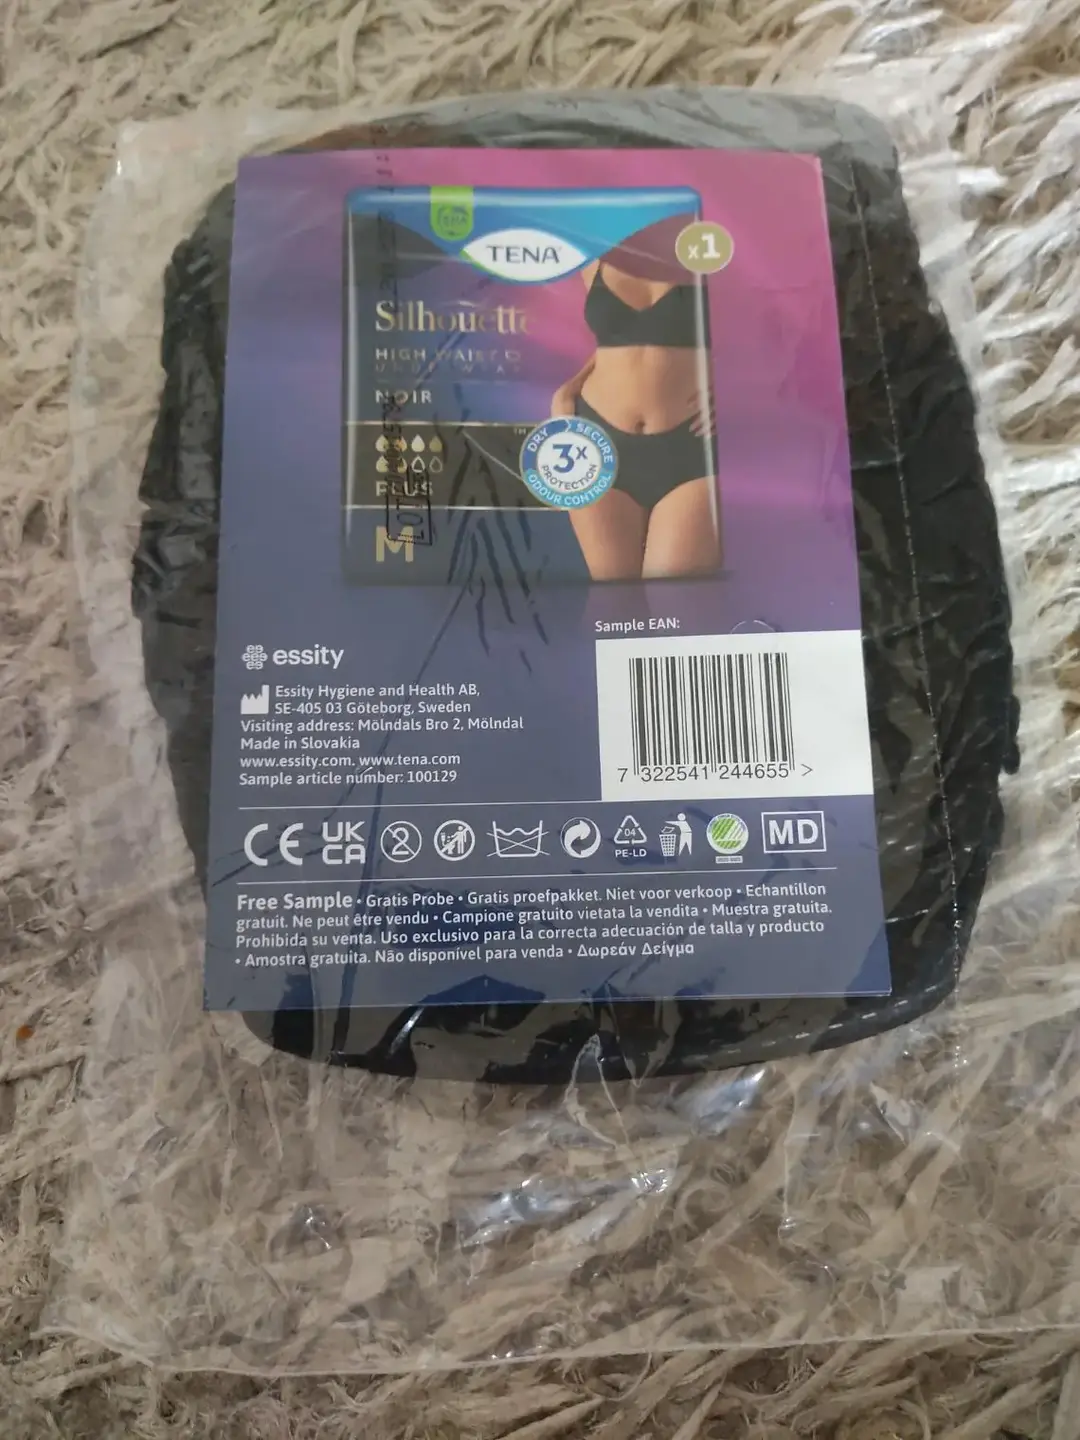 TENA
x1
Silhouette
HIGH WAIST
NOIR
DRY
SECURE
3x
PROTECTION
ODOUR CONTROL
PLUS
LOT
M
Sample EAN:
essity
Essity Hygiene and Health AB,
SE-405 03 Göteborg, Sweden
Visiting address: Mölndals Bro 2, Mölndal
Made in Slovakia
www.essity.com. www.tena.com
Sample article number: 100129
7 322541 244655 >
CE UK CA 2 04 PE-LD MD
Free Sample • Gratis Probe • Gratis proefpakket. Niet voor verkoop • Echantillon
gratuit. Ne peut être vendu • Campione gratuito vietata la vendita • Muestra gratuita.
Prohibida su venta. Uso exclusivo para la correcta adecuación de talla y producto
• Amostra gratuita. Não disponível para venda • Δωρεάν Δείγμα